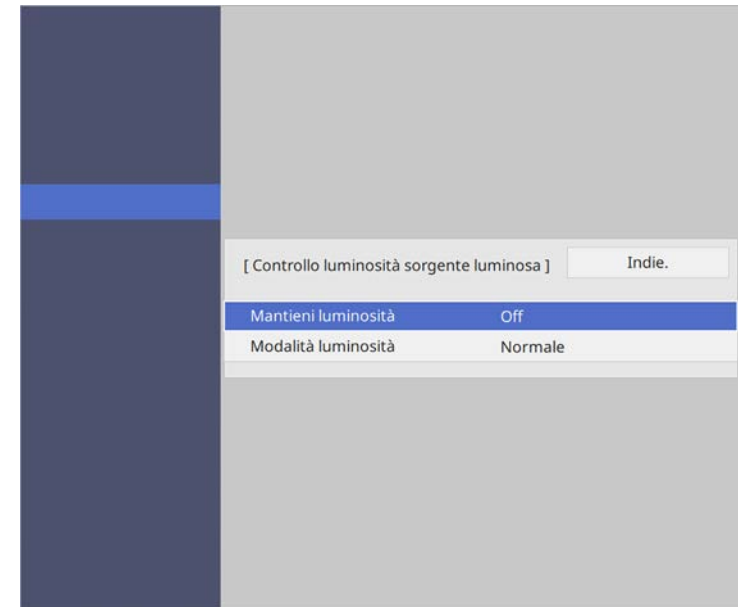 [ Controllo luminosità sorgente luminosa ] Indie.
Mantieni luminosità Off
Modalità luminosità Normale